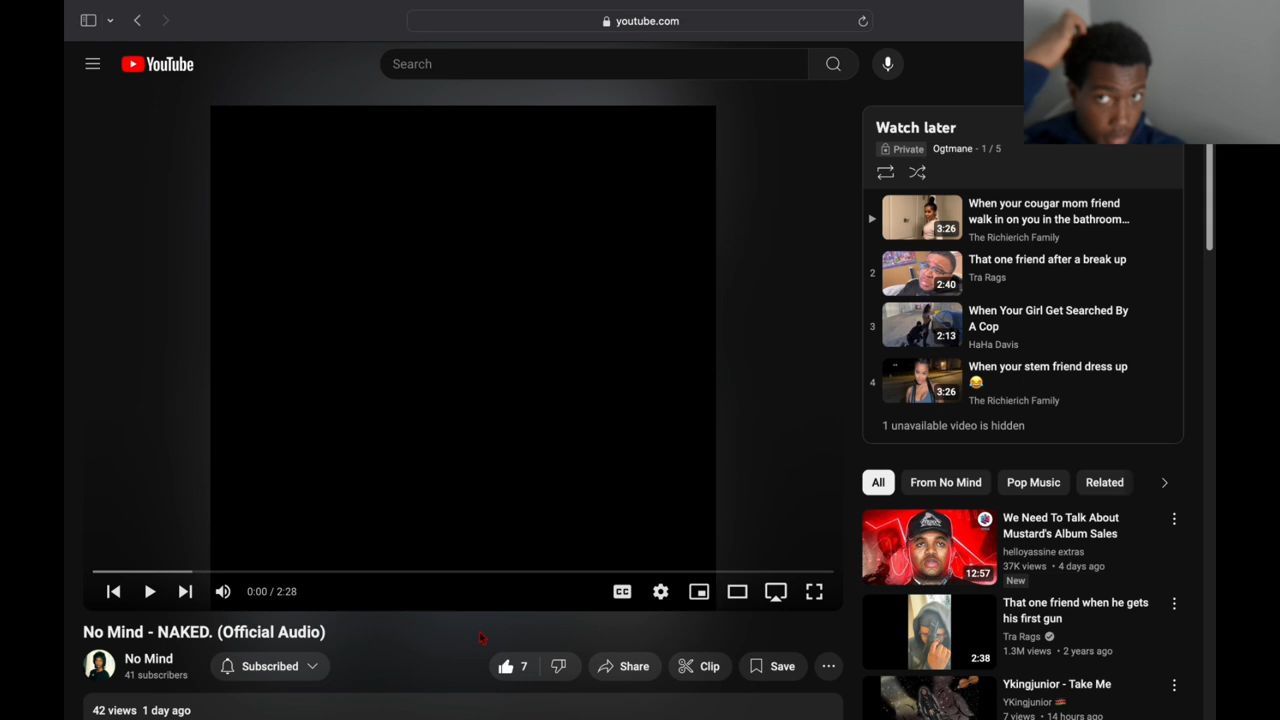 youtube.com
YouTube
Search
Watch later
Private Ogtmane - 1 / 5
When your cougar mom friend
walk in on you in the bathroom...
The Richierich Family
3:26
2
That one friend after a break up
Tra Rags
2:40
3
When Your Girl Get Searched By
A Cop
HaHa Davis
2:13
4
When your stem friend dress up
😂
The Richierich Family
3:26
1 unavailable video is hidden
All From No Mind Pop Music Related
We Need To Talk About
Mustard's Album Sales
helloyassine extras
37K views • 4 days ago
New
12:57
That one friend when he gets
his first gun
Tra Rags
1.3M views • 2 years ago
2:38
Ykingjunior - Take Me
YKingjunior 🇰🇪
7 views • 14 hours ago
0:00 / 2:28
CC
No Mind - NAKED. (Official Audio)
No Mind
41 subscribers
Subscribed
7
Share
Clip
Save
42 views 1 day ago